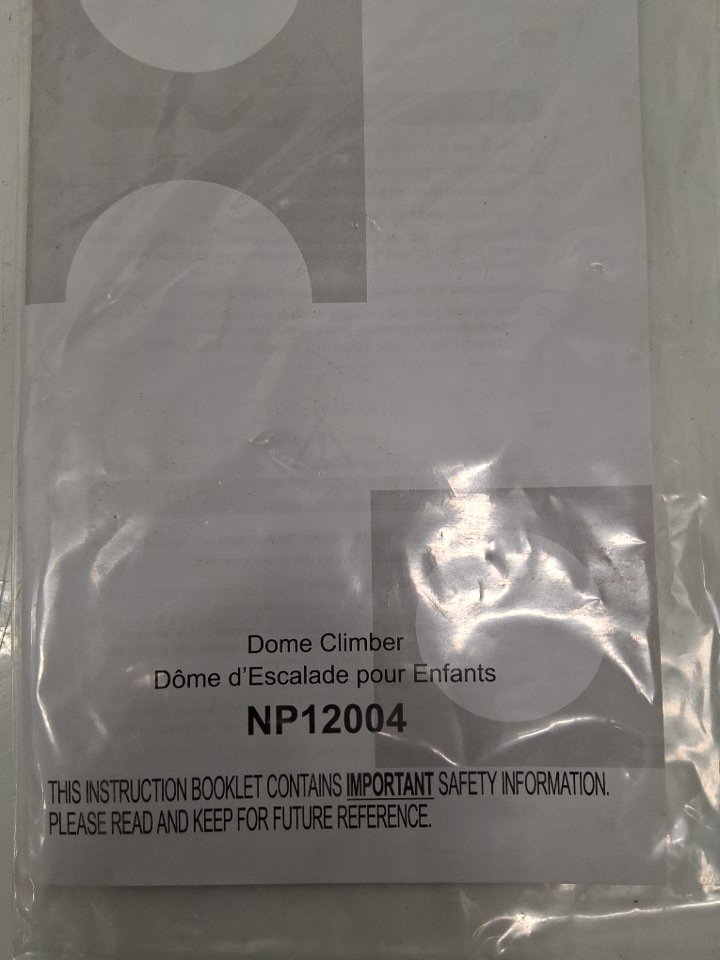 Dome Climber
Dôme d'Escalade pour Enfants
NP12004
THIS INSTRUCTION BOOKLET CONTAINS IMPORTANT SAFETY INFORMATION.
PLEASE READ AND KEEP FOR FUTURE REFERENCE.